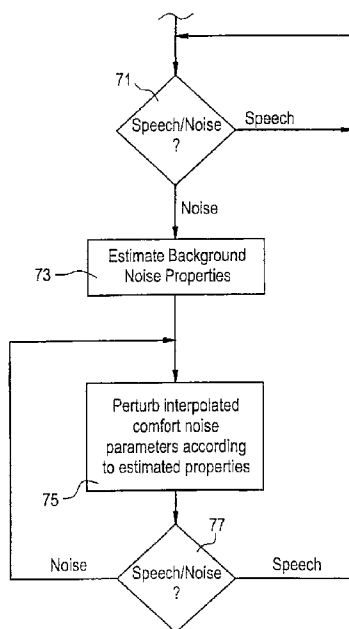 71
Speech/Noise
?
Speech
Noise
73
Estimate Background
Noise Properties
Perturb interpolated
comfort noise
parameters according
to estimated properties
75
77
Noise
Speech/Noise
?
Speech